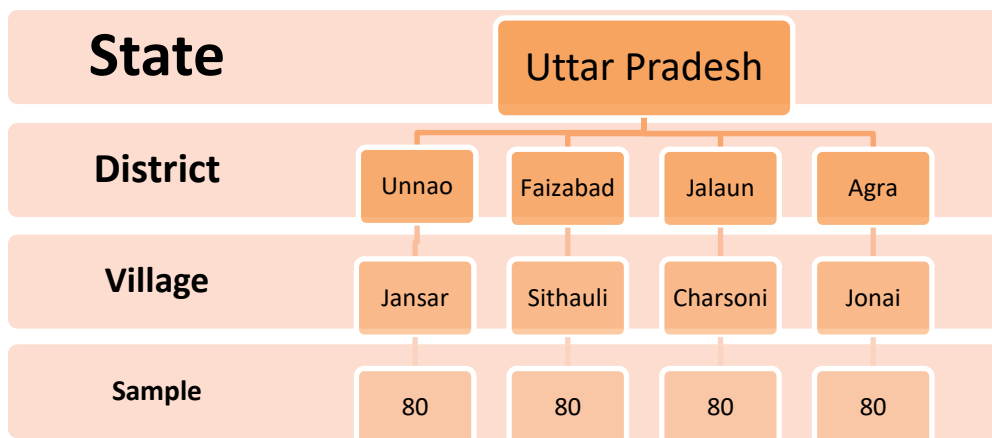 State
Uttar Pradesh
District
Unnao
Faizabad
Jalaun
Agra
Village
Jansar
Sithauli
Charsoni
Jonai
Sample
80
80
80
80